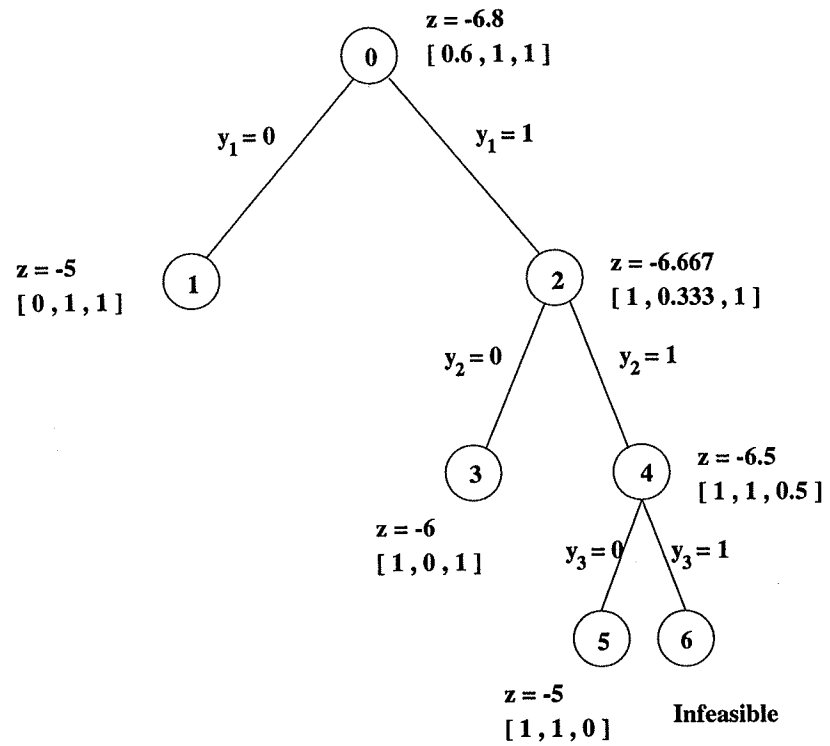 z = -6.8
0
[ 0.6 , 1 , 1 ]
y1 = 0
y1 = 1
z = -5
1
[ 0 , 1 , 1 ]
z = -6.667
2
[ 1 , 0.333 , 1 ]
y2 = 0
y2 = 1
3
z = -6
[ 1 , 0 , 1 ]
4
z = -6.5
[ 1 , 1 , 0.5 ]
y3 = 0
y3 = 1
5
6
z = -5
[ 1 , 1 , 0 ]
Infeasible